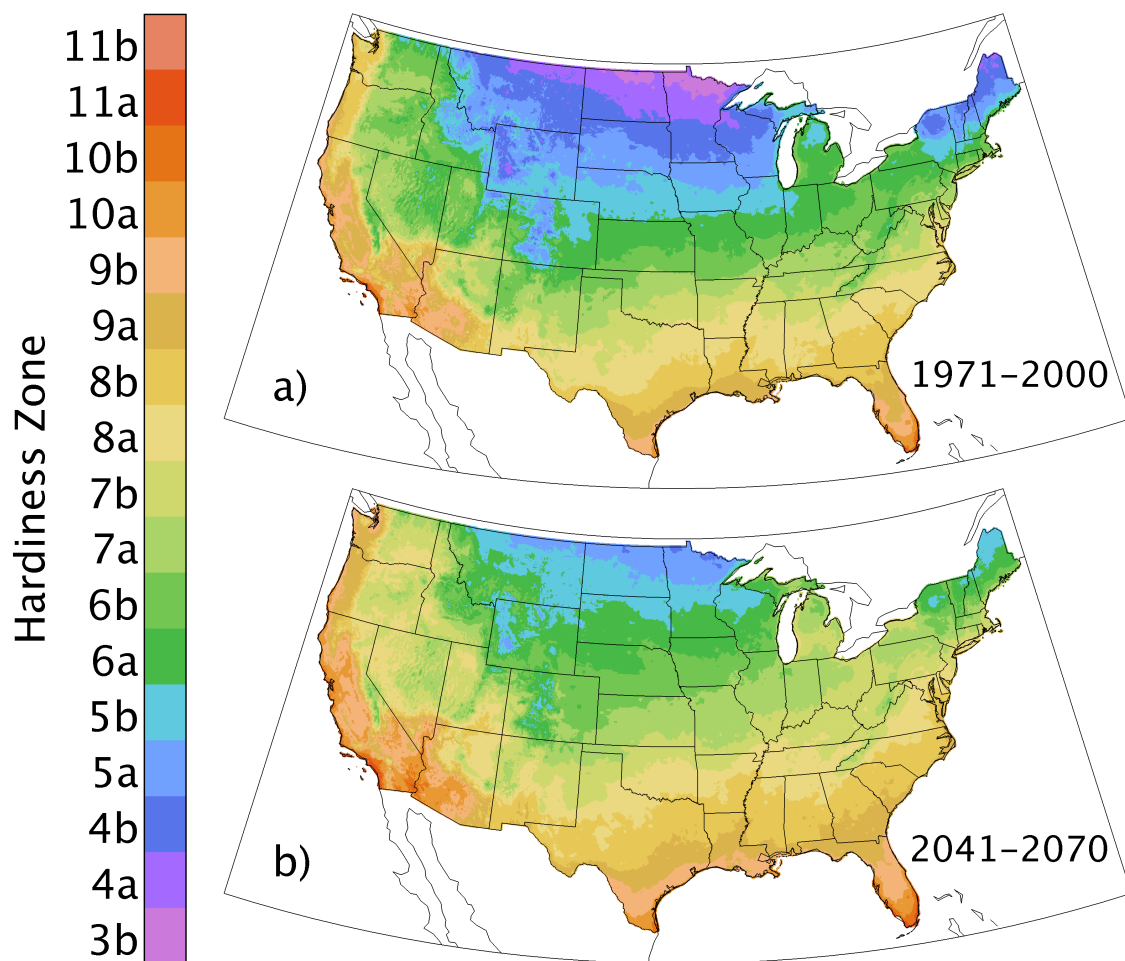 Hardiness Zone
11b
11a
10b
10a
9b
9a
8b
8a
7b
7a
6b
6a
5b
5a
4b
4a
3b
a)
1971–2000
b)
2041–2070